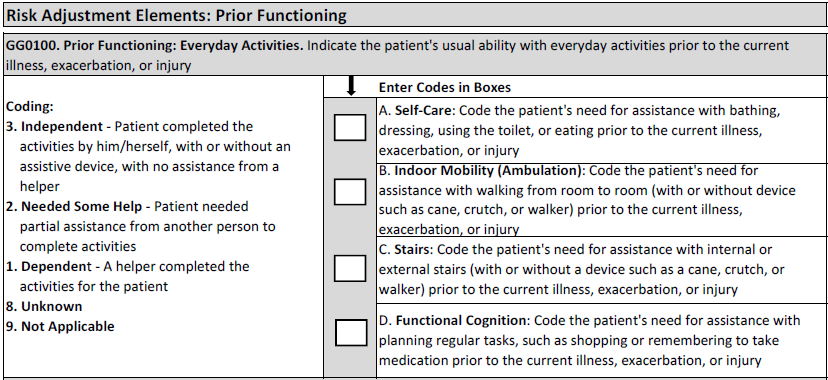 Risk Adjustment Elements: Prior Functioning
GG0100. Prior Functioning: Everyday Activities. Indicate the patient's usual ability with everyday activities prior to the current
illness, exacerbation, or injury
Coding:
3. Independent - Patient completed the
activities by him/herself, with or without an
assistive device, with no assistance from a
helper
2. Needed Some Help - Patient needed
partial assistance from another person to
complete activities
1. Dependent - A helper completed the
activities for the patient
8. Unknown
9. Not Applicable
Enter Codes in Boxes
A. Self-Care: Code the patient's need for assistance with bathing,
dressing, using the toilet, or eating prior to the current illness,
exacerbation, or injury
B. Indoor Mobility (Ambulation): Code the patient's need for
assistance with walking from room to room (with or without device
such as cane, crutch, or walker) prior to the current illness,
exacerbation, or injury
C. Stairs: Code the patient's need for assistance with internal or
external stairs (with or without a device such as a cane, crutch, or
walker) prior to the current illness, exacerbation, or injury
D. Functional Cognition: Code the patient's need for assistance with
planning regular tasks, such as shopping or remembering to take
medication prior to the current illness, exacerbation, or injury